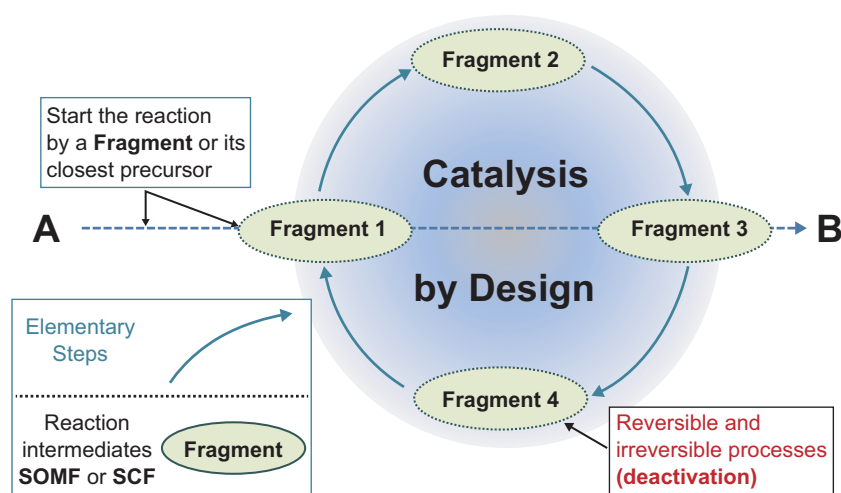 Fragment 2
Start the reaction
by a Fragment or its
closest precursor
Catalysis
A
Fragment 1
Fragment 3
B
by Design
Elementary
Steps
Fragment 4
Reaction
intermediates
SOMF or SCF
Fragment
Reversible and
irreversible processes
(deactivation)